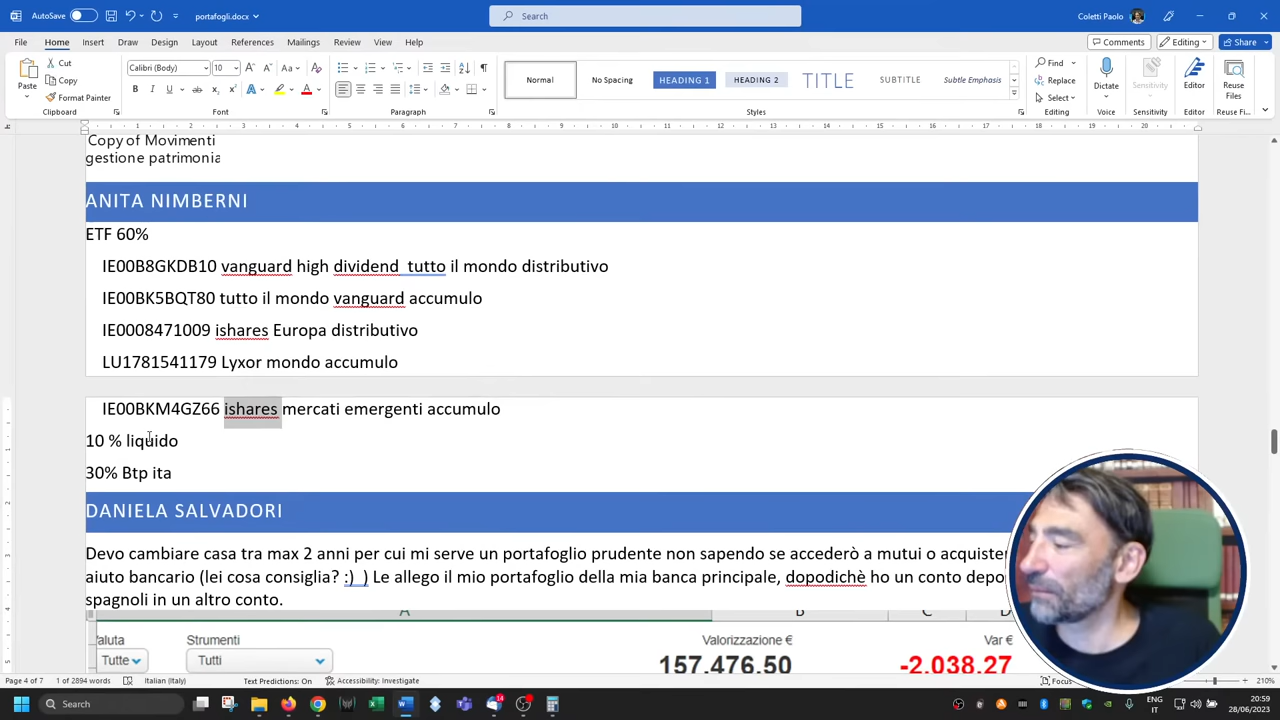 AutoSave
portafogli.docx
Search
Coletti Paolo
File Home Insert Draw Design Layout References Mailings Review View Help
Comments Editing Share
Paste
Cut
Copy
Format Painter
Clipboard
Calibri (Body) 10
Font
Paragraph
Normal
No Spacing
HEADING 1
HEADING 2
TITLE
SUBTITLE
Subtle Emphasis
Styles
Find
Replace
Select
Editing
Dictate
Voice
Sensitivity
Sensitivity
Editor
Editor
Reuse Files
Reuse Fi...
Copy of Movimenti
gestione patrimonia
ANITA NIMBERNI
ETF 60%
IE00B8GKDB10 vanguard high dividend tutto il mondo distributivo
IE00BK5BQT80 tutto il mondo vanguard accumulo
IE0008471009 ishares Europa distributivo
LU1781541179 Lyxor mondo accumulo
IE00BKM4GZ66 ishares mercati emergenti accumulo
10 % liquido
30% Btp ita
DANIELA SALVADORI
Devo cambiare casa tra max 2 anni per cui mi serve un portafoglio prudente non sapendo se accederò a mutui o acquister
aiuto bancario (lei cosa consiglia? :) ) Le allego il mio portafoglio della mia banca principale, dopodichè ho un conto depo
spagnoli in un altro conto.
A B C D
Valuta Strumenti Valorizzazione € Var €
Tutte Tutti 157.476.50 -2.038.27
Page 4 of 7 1 of 2894 words Italian (Italy) Text Predictions: On Accessibility: Investigate Focus 210%
Search
14
ENG
IT
20:59
28/06/2023